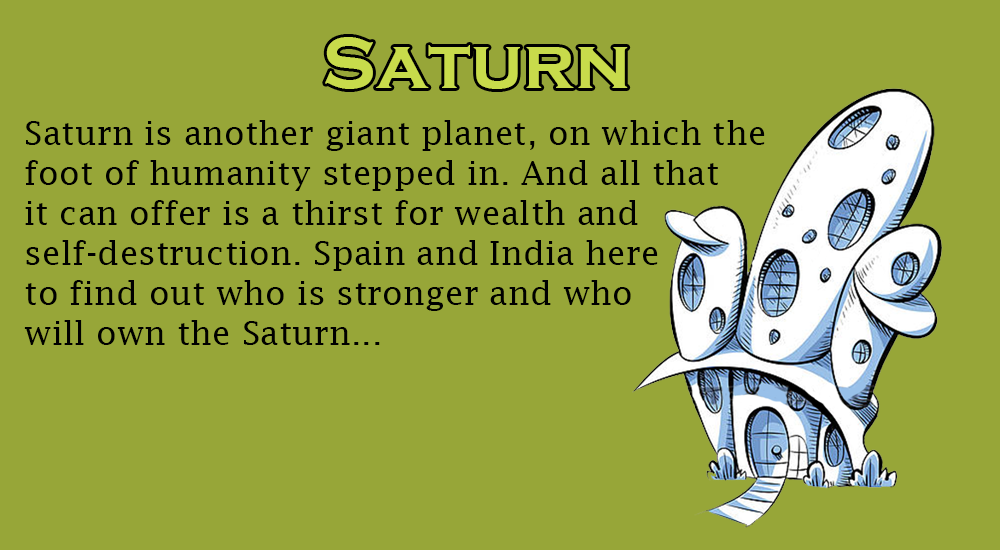 Saturn
Saturn is another giant planet, on which the
foot of humanity stepped in. And all that
it can offer is a thirst for wealth and
self-destruction. Spain and India here
to find out who is stronger and who
will own the Saturn...